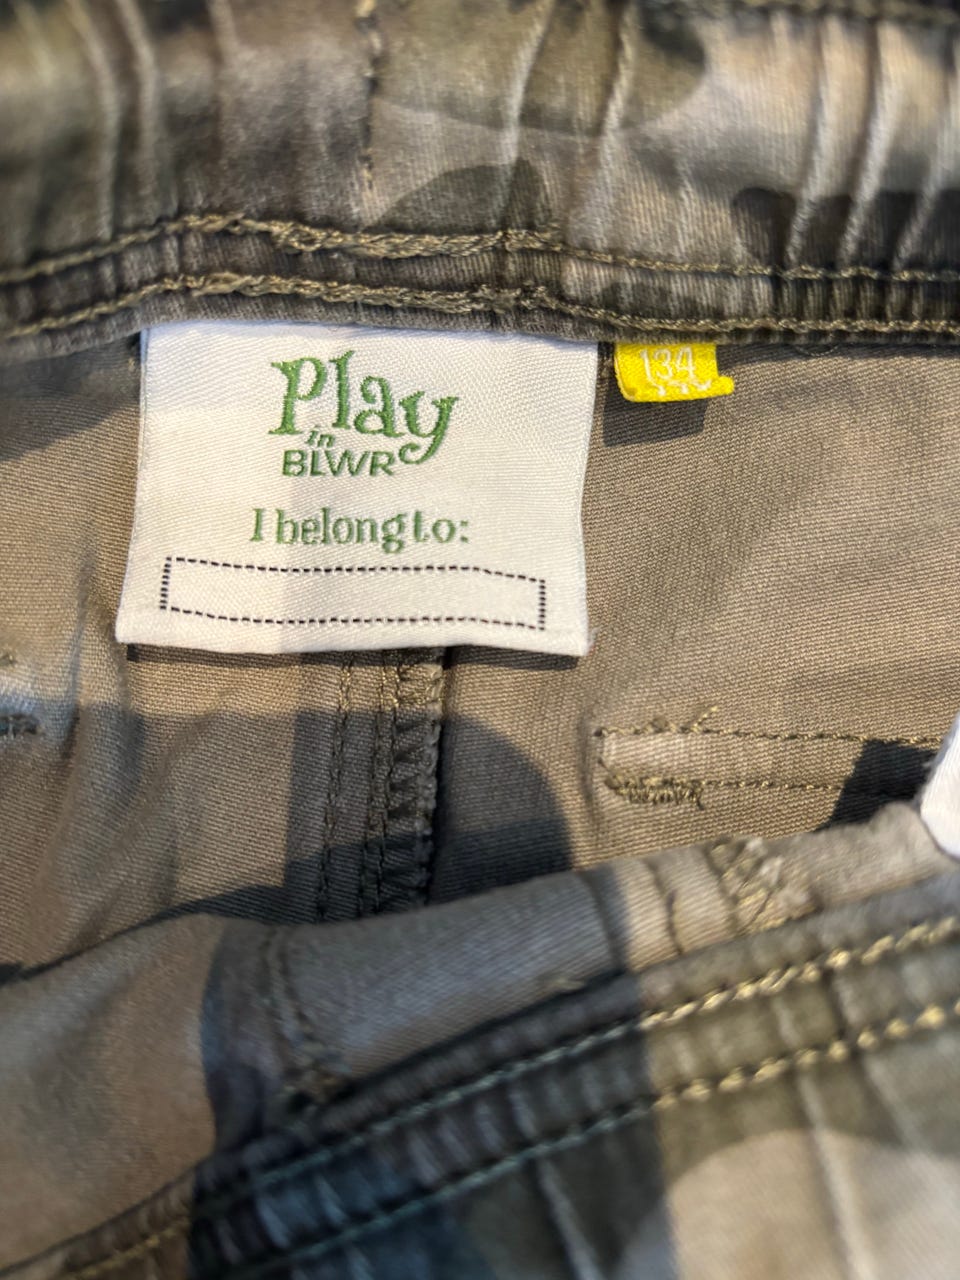 Play
in
BLWR
I belong to:
134